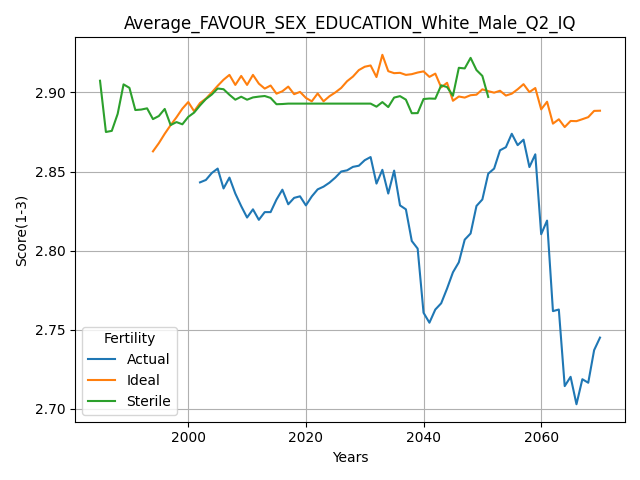 Average_FAVOUR_SEX_EDUCATION_White_Male_Q2_IQ
Score(1-3)
2.90
2.85
2.80
2.75
2.70
Fertility
Actual
Ideal
Sterile
2000
2020
2040
2060
Years